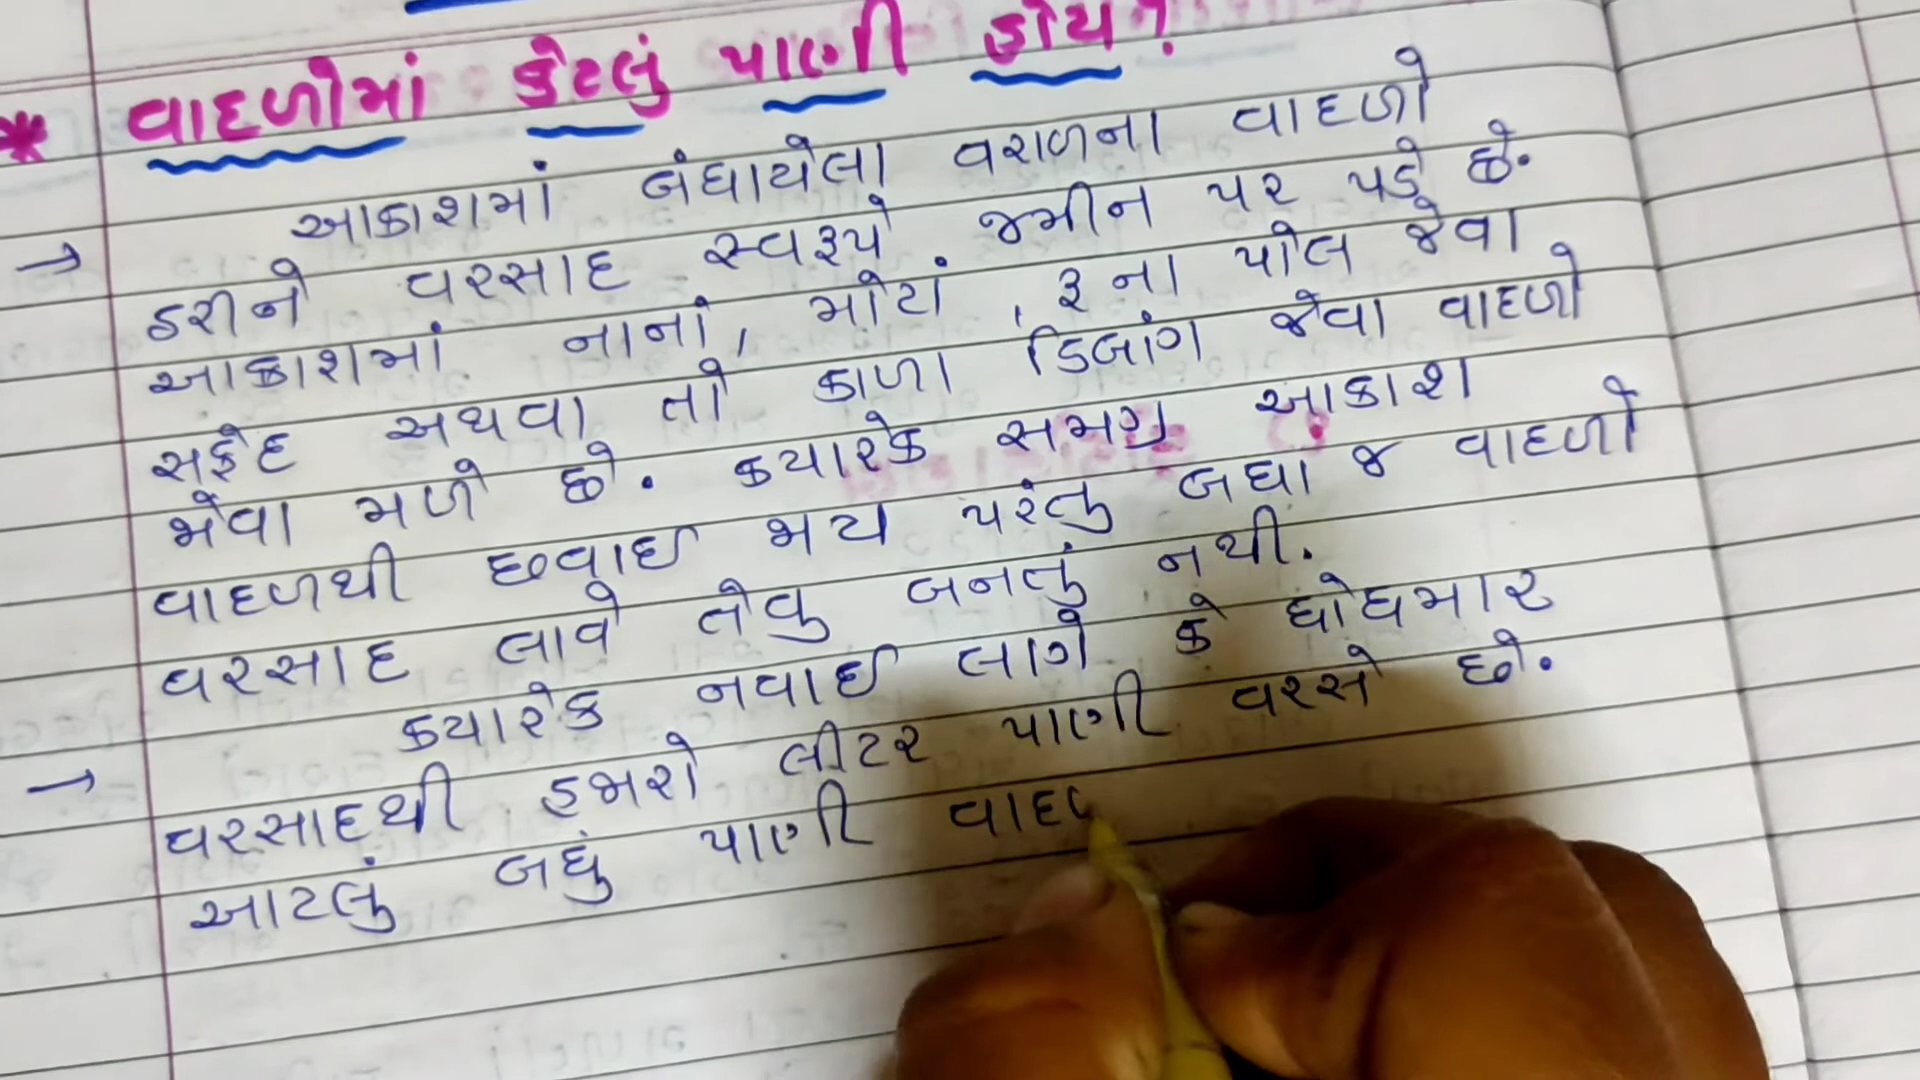 * વાદળોમાં કેટલું પાણી હોય ?
→ આકાશમાં બંધાયેલા વરાળના વાદળો
ઠરીને વરસાદ સ્વરૂપે જમીન પર પડે છે.
આકાશમાં નાનાં, મોટાં, રૂ ના પોલ જેવા
સફેદ અથવા તો કાળા ડિબાંગ જેવા વાદળો
જોવા મળે છે. ક્યારેક સમગ્ર આકાશ
વાદળથી છવાઈ જાય પરંતુ બધા જ વાદળો
વરસાદ લાવે તેવુ બનતું નથી.
→ ક્યારેક નવાઈ લાગે કે ધોધમાર
વરસાદથી હજારો લીટર પાણી વરસે છે.
આટલું બધું પાણી વાદ